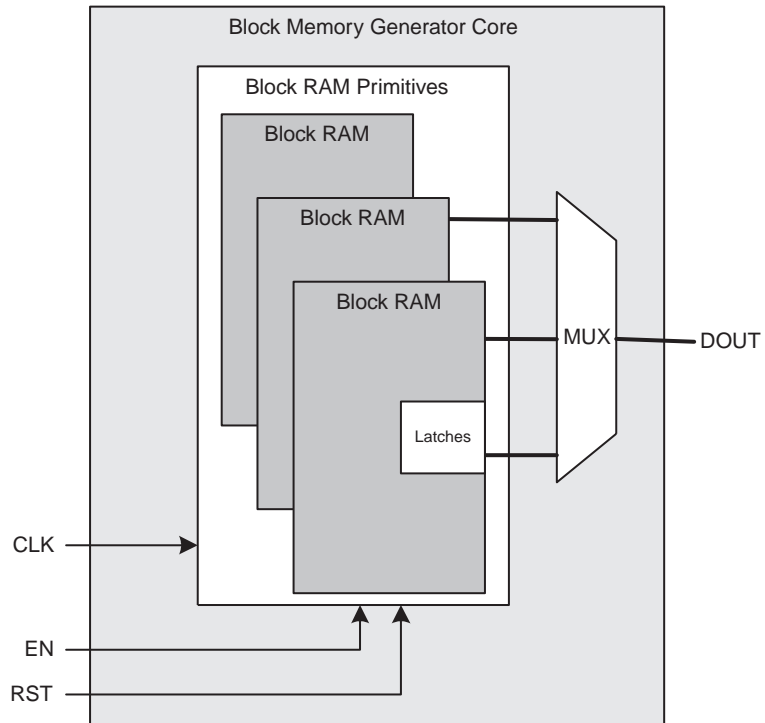 Block Memory Generator Core
Block RAM Primitives
Block RAM
Block RAM
Block RAM
MUX
DOUT
Latches
CLK
EN
RST